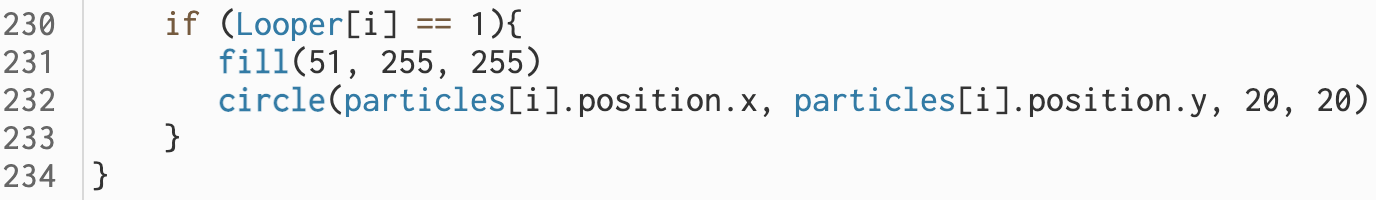 230 if (Looper[i] == 1){
231 fill(51, 255, 255)
232 circle(particles[i].position.x, particles[i].position.y, 20, 20)
233 }
234 }